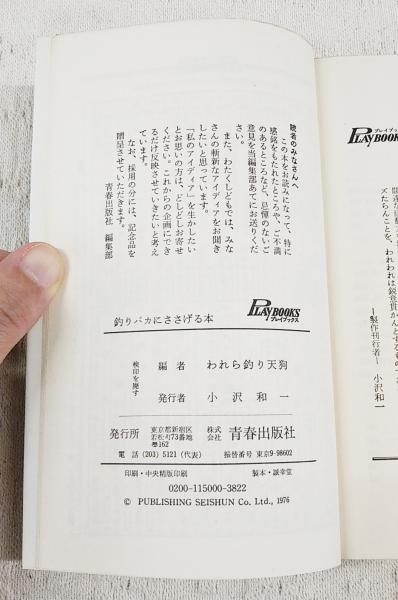 読者のみなさんへ
この本をお読みになって、特に
感銘をもたれたところや、ご不満
のあるところなど、忌憚のないご
意見を当編集部あてにお送りくだ
さい。
また、わたくしどもでは、みな
さんの斬新なアイディアをお聞き
したいと思っています。
「私のアイディア」を生かしたい
とお思いの方は、どしどしお寄せ
ください。これからの企画にでき
るだけ反映させていきたいと考え
ています。
なお、採用の分には、記念品を
贈呈させていただきます。
青春出版社 編集部
PLAYBOOKS
プレイブックス
釣りバカにささげる本
検印を廃す
編者 われら釣り天狗
発行者 小沢和一
発行所 東京都新宿区若松町73番地〒162 株式会社 青春出版社
電話 (203) 5121 (代表) 振替番号 東京9-98602
印刷・中央精版印刷 製本・誠幸堂
0200-115000-3822
© PUBLISHING SEISHUN Co., Ltd., 1976
プレイブックス
PLAYBOOKS
ズたらんことを、われわれは鋭意貫かんとする
―製作刊行者― 小沢和一